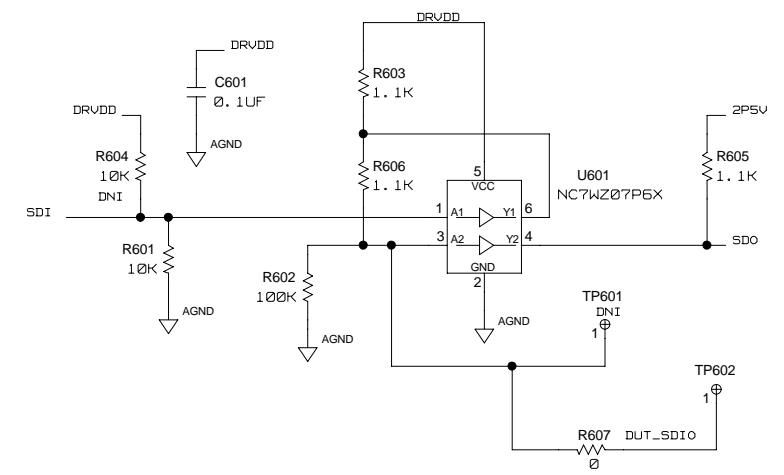 DRVDD
DRVDD
C601
0.1UF
AGND
R603
1.1K
DRVDD
R604
10K
DNI
2P5V
R605
1.1K
R606
1.1K
5
VCC
U601
NC7WZ07P6X
SDI
1
A1
Y1
6
3
A2
Y2
4
SDO
GND
2
R601
10K
AGND
R602
100K
AGND
AGND
TP601
DNI
1
TP602
1
R607
DUT_SDIO
0